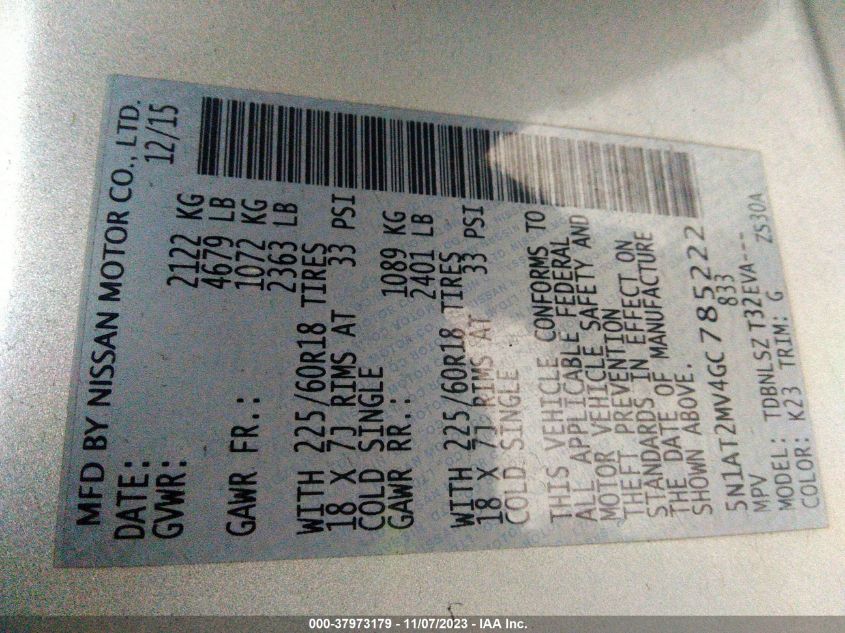 MFD BY NISSAN MOTOR CO., LTD.
DATE: 12/15
GVWR: 2122 KG
4679 LB
GAWR FR.: 1072 KG
2363 LB
WITH 225/60R18 TIRES
18 X 7J RIMS AT 33 PSI
COLD SINGLE
GAWR RR.: 1089 KG
2401 LB
WITH 225/60R18 TIRES
18 X 7J RIMS AT 33 PSI
COLD SINGLE
THIS VEHICLE CONFORMS TO
ALL APPLICABLE FEDERAL
MOTOR VEHICLE SAFETY AND
THEFT PREVENTION
STANDARDS IN EFFECT ON
THE DATE OF MANUFACTURE
SHOWN ABOVE.
5N1AT2MV4GC785222
MPV 833
MODEL: TDBNLSZ T32EVA---
COLOR: K23 TRIM: G ZS30A
000-37973179 - 11/07/2023 - IAA Inc.